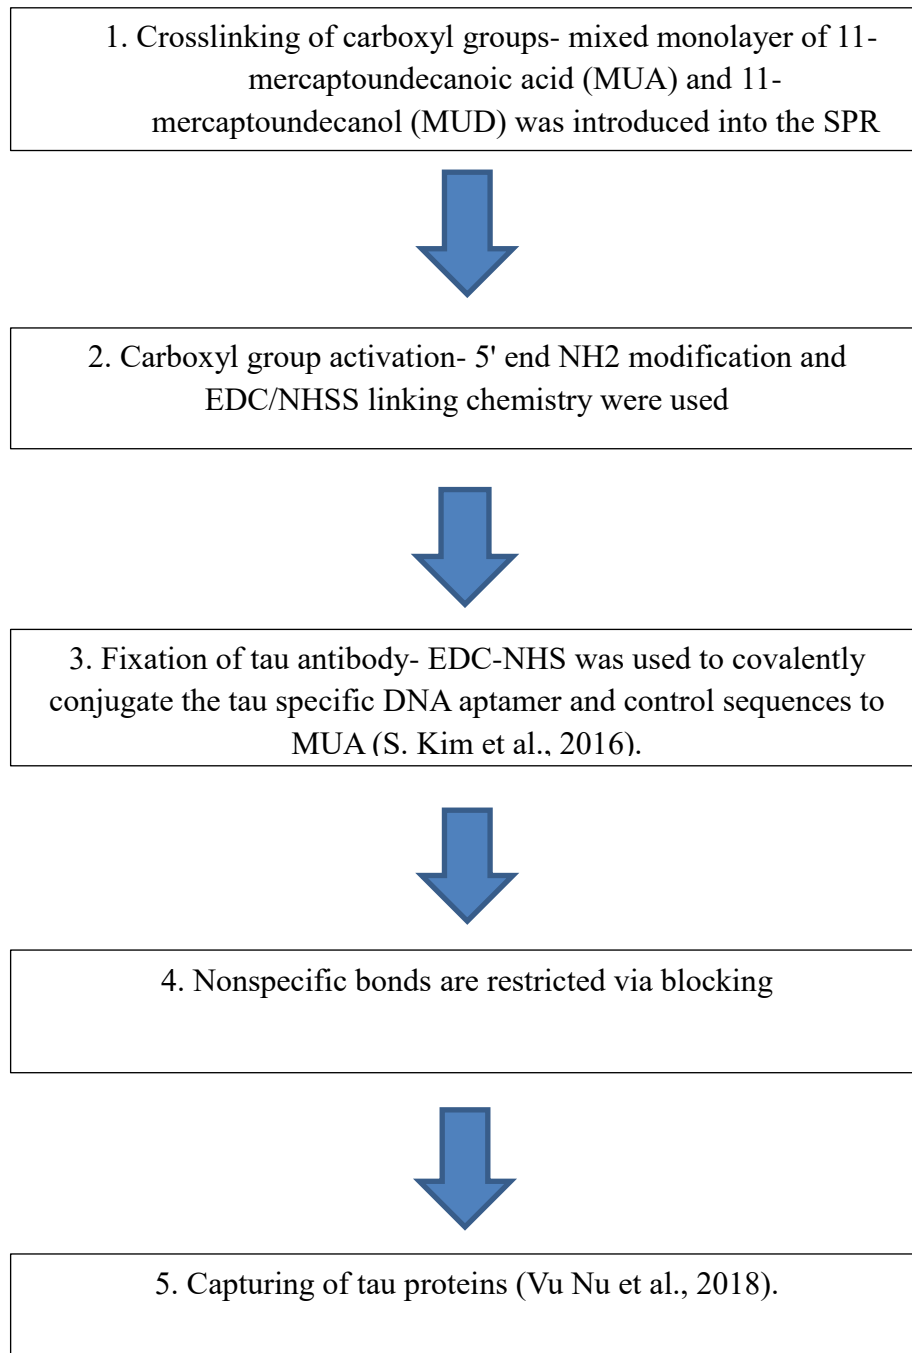 1. Crosslinking of carboxyl groups- mixed monolayer of 11-
mercaptoundecanoic acid (MUA) and 11-
mercaptoundecanol (MUD) was introduced into the SPR
2. Carboxyl group activation- 5' end NH2 modification and
EDC/NHSS linking chemistry were used
3. Fixation of tau antibody- EDC-NHS was used to covalently
conjugate the tau specific DNA aptamer and control sequences to
MUA (S. Kim et al., 2016).
4. Nonspecific bonds are restricted via blocking
5. Capturing of tau proteins (Vu Nu et al., 2018).